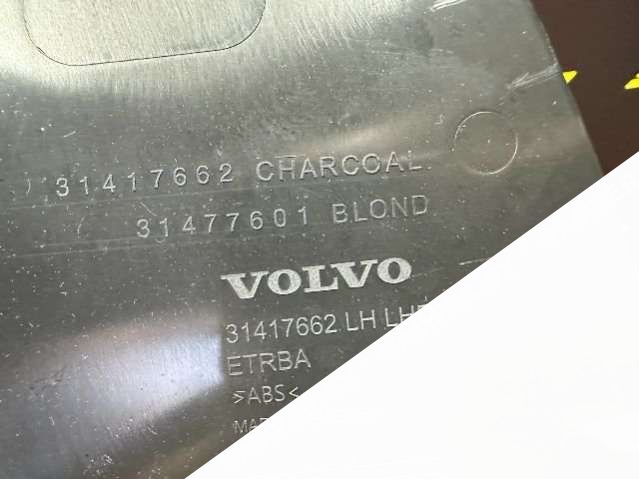 31417662 CHARCOAL
31477601 BLOND
VOLVO
31417662 LH
ETRBA
>ABS<